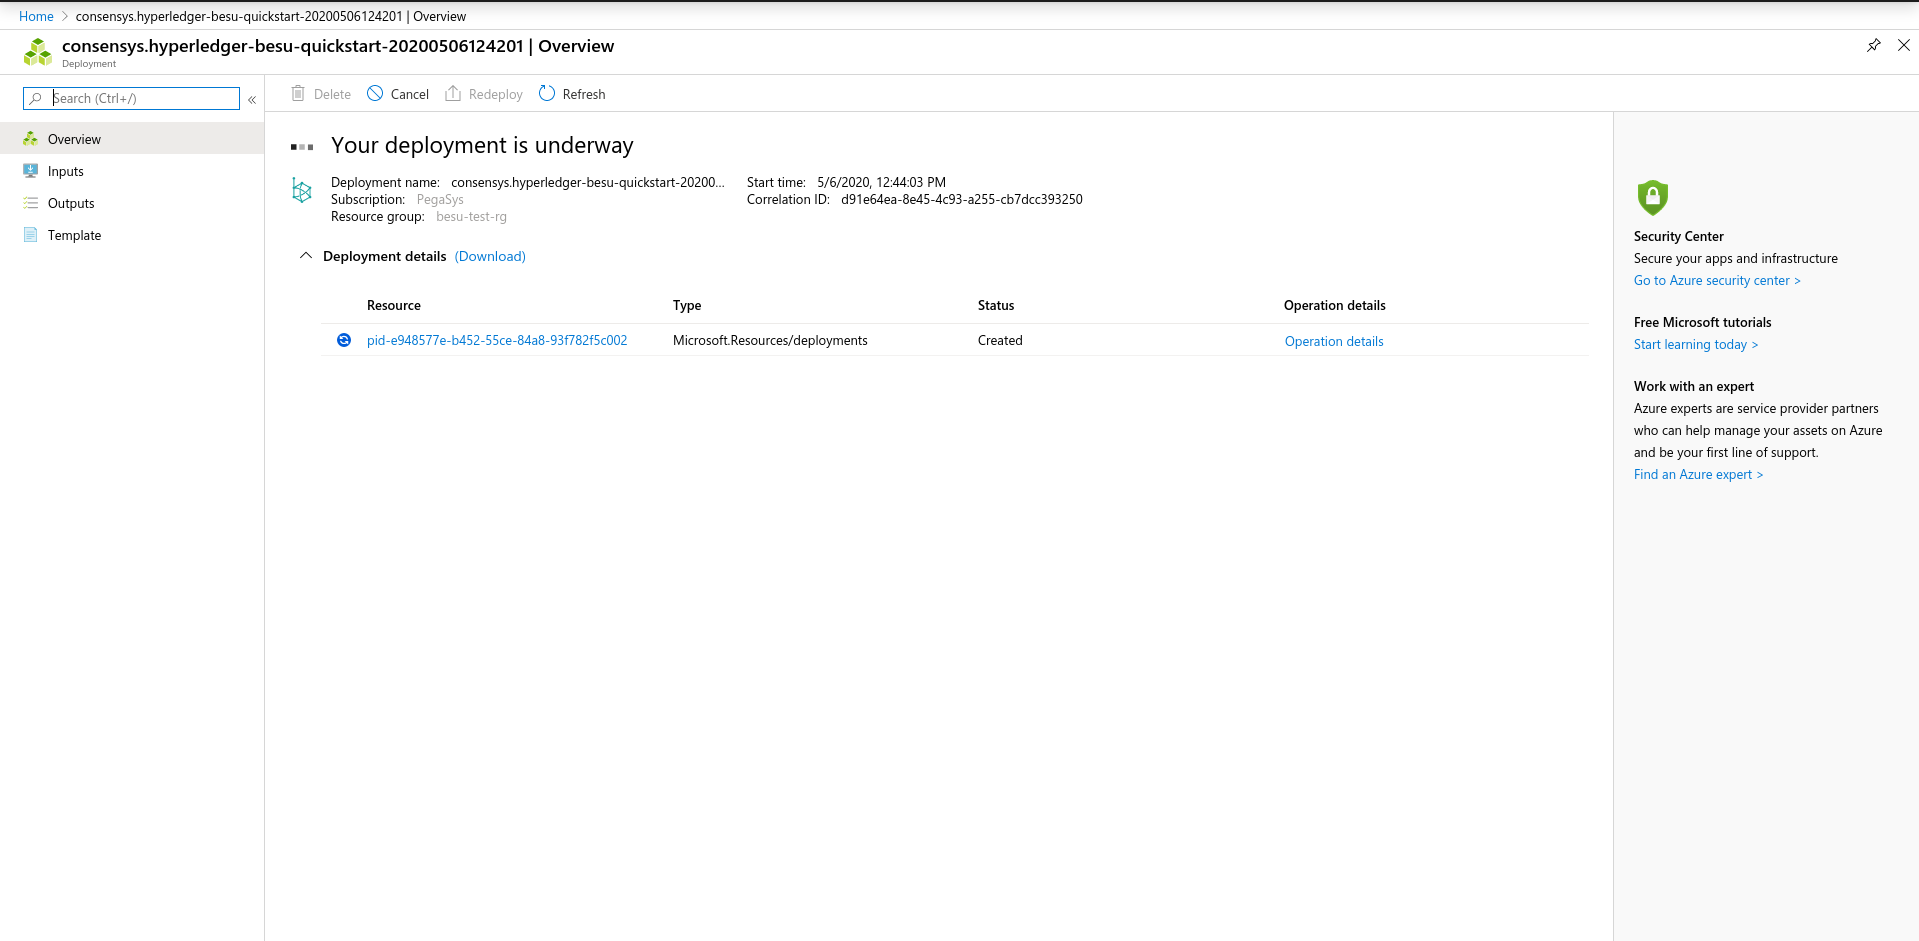 Home > consensys.hyperledger-besu-quickstart-20200506124201 | Overview
consensys.hyperledger-besu-quickstart-20200506124201 | Overview
Deployment
Search (Ctrl+/)
«
Overview
Inputs
Outputs
Template
Delete
Cancel
Redeploy
Refresh
Your deployment is underway
Deployment name: consensys.hyperledger-besu-quickstart-20200...
Subscription: PegaSys
Resource group: besu-test-rg
Start time: 5/6/2020, 12:44:03 PM
Correlation ID: d91e64ea-8e45-4c93-a255-cb7dcc393250
Deployment details (Download)
Resource Type Status Operation details
pid-e948577e-b452-55ce-84a8-93f782f5c002 Microsoft.Resources/deployments Created Operation details
Security Center
Secure your apps and infrastructure
Go to Azure security center >
Free Microsoft tutorials
Start learning today >
Work with an expert
Azure experts are service provider partners
who can help manage your assets on Azure
and be your first line of support.
Find an Azure expert >